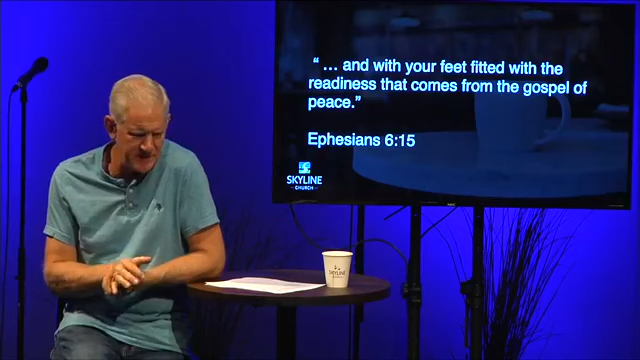 “ … and with your feet fitted with the
readiness that comes from the gospel of
peace.”
Ephesians 6:15
SKYLINE
CHURCH
SKYLINE